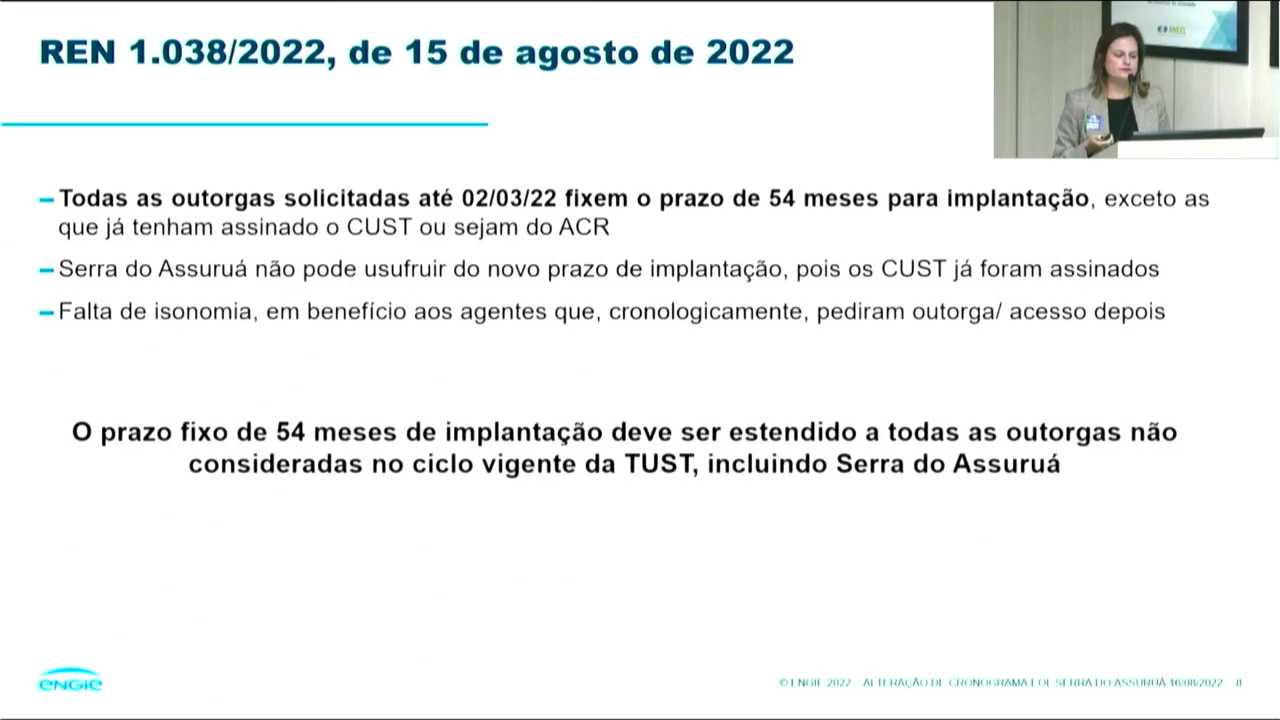 REN 1.038/2022, de 15 de agosto de 2022
Todas as outorgas solicitadas até 02/03/22 fixem o prazo de 54 meses para implantação, exceto as
que já tenham assinado o CUST ou sejam do ACR
Serra do Assuruá não pode usufruir do novo prazo de implantação, pois os CUST já foram assinados
Falta de isonomia, em benefício aos agentes que, cronologicamente, pediram outorga/ acesso depois
O prazo fixo de 54 meses de implantação deve ser estendido a todas as outorgas não
consideradas no ciclo vigente da TUST, incluindo Serra do Assuruá
ENGIE
© ENGIE 2022 ALTERAÇÃO DE CRONOGRAMA EOL SERRA DO ASSURUÁ 16/08/2022 8